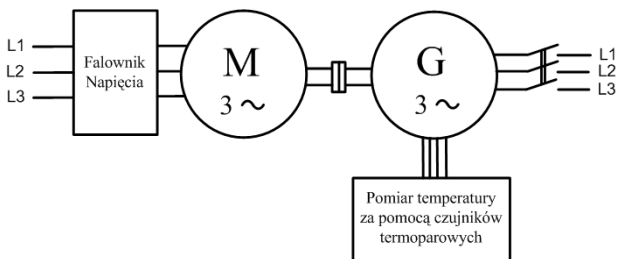 L1
L2
L3
Falownik
Napięcia
M
3 ~
G
3 ~
L1
L2
L3
Pomiar temperatury
za pomocą czujników
termoparowych